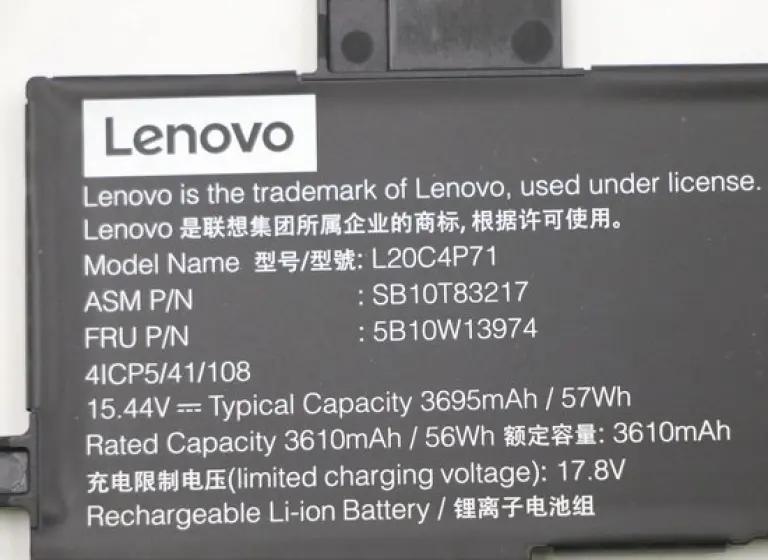 Lenovo
Lenovo is the trademark of Lenovo, used under license.
Lenovo 是联想集团所属企业的商标, 根据许可使用。
Model Name 型号/型號: L20C4P71
ASM P/N : SB10T83217
FRU P/N : 5B10W13974
4ICP5/41/108
15.44V ⎓ Typical Capacity 3695mAh / 57Wh
Rated Capacity 3610mAh / 56Wh 额定容量: 3610mAh
充电限制电压(limited charging voltage): 17.8V
Rechargeable Li-ion Battery / 锂离子电池组